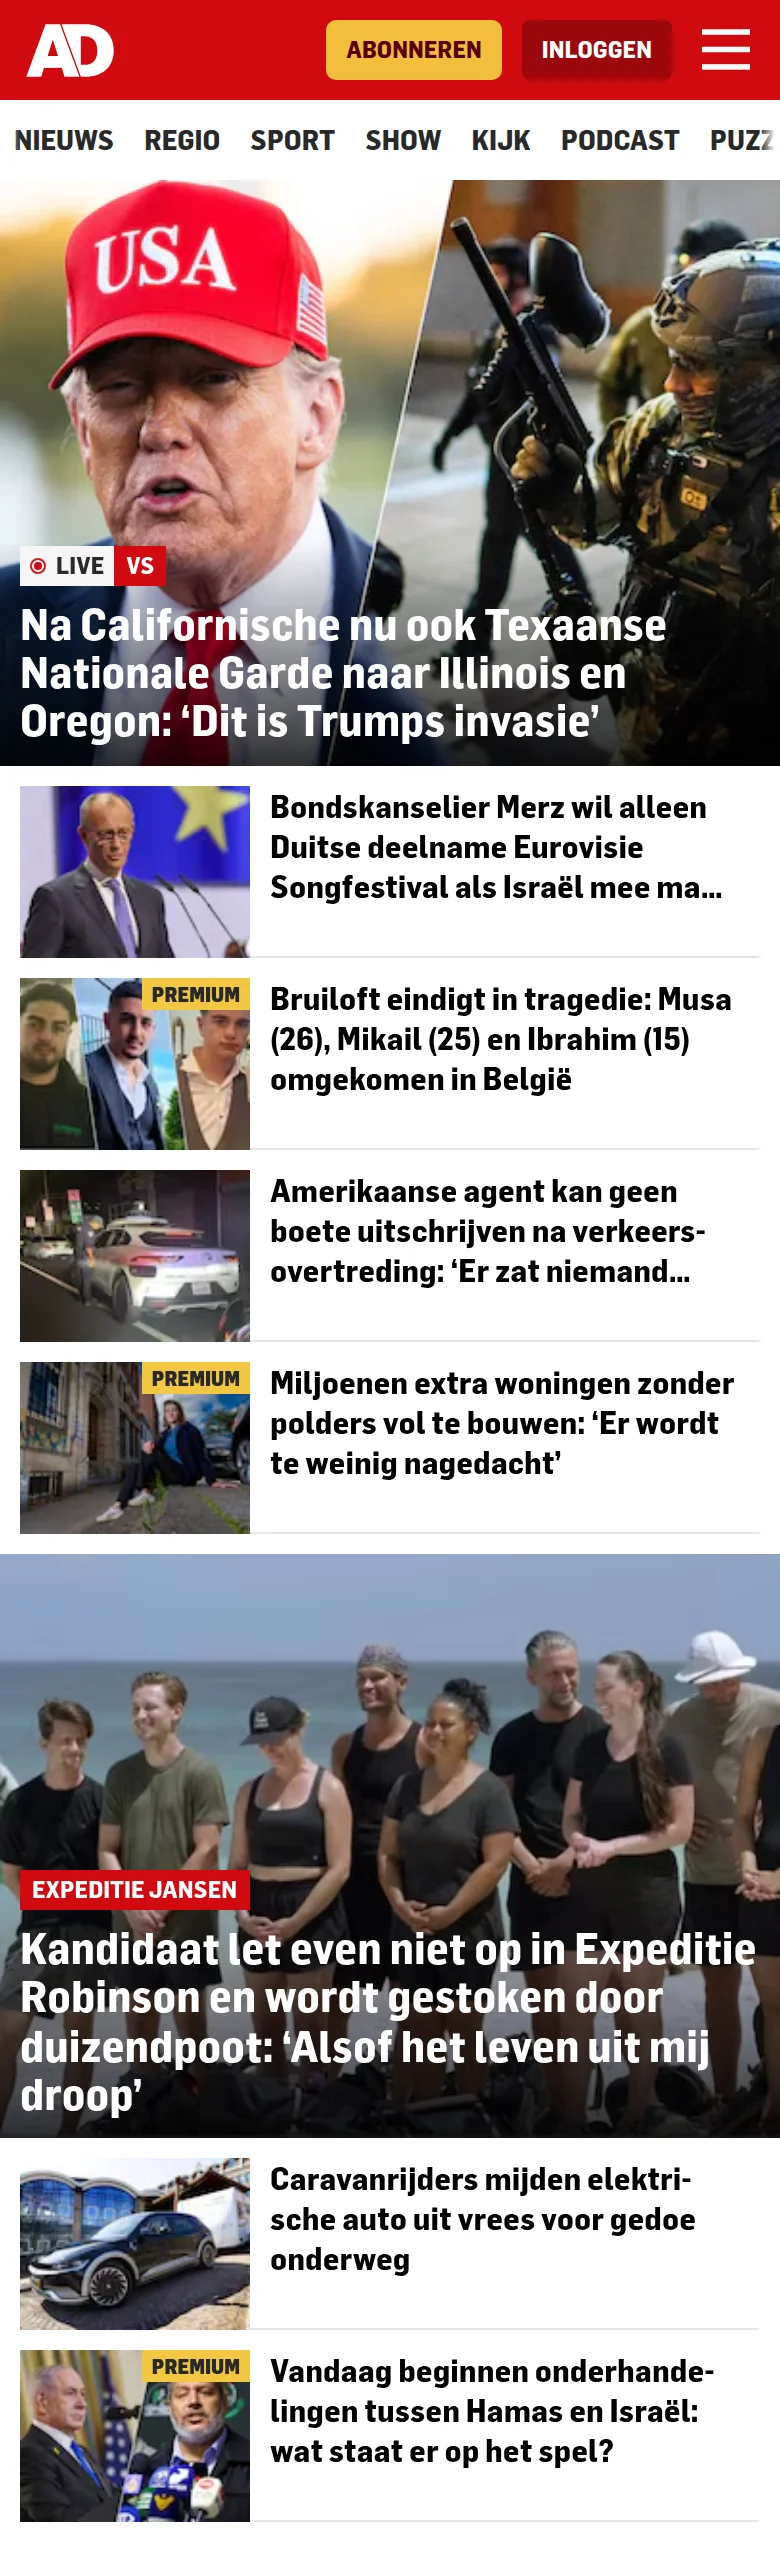 AD
ABONNEREN
INLOGGEN
NIEUWS REGIO SPORT SHOW KIJK PODCAST PUZZ
USA
LIVE VS
Na Californische nu ook Texaanse
Nationale Garde naar Illinois en
Oregon: ‘Dit is Trumps invasie’
Bondskanselier Merz wil alleen
Duitse deelname Eurovisie
Songfestival als Israël mee ma...
PREMIUM
Bruiloft eindigt in tragedie: Musa
(26), Mikail (25) en Ibrahim (15)
omgekomen in België
Amerikaanse agent kan geen
boete uitschrijven na verkeers-
overtreding: ‘Er zat niemand...
PREMIUM
Miljoenen extra woningen zonder
polders vol te bouwen: ‘Er wordt
te weinig nagedacht’
EXPEDITIE JANSEN
Kandidaat let even niet op in Expeditie
Robinson en wordt gestoken door
duizendpoot: ‘Alsof het leven uit mij
droop’
Caravanrijders mijden elektri-
sche auto uit vrees voor gedoe
onderweg
PREMIUM
Vandaag beginnen onderhande-
lingen tussen Hamas en Israël:
wat staat er op het spel?